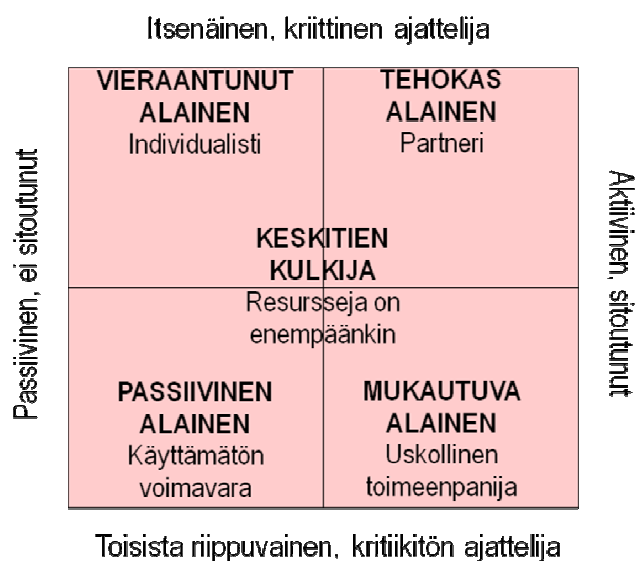 Itsenäinen, kriittinen ajattelija
VIERAANTUNUT
ALAINEN
Individualisti
TEHOKAS
ALAINEN
Partneri
Passiivinen, ei sitoutunut
Aktiivinen, sitoutunut
KESKITIEN
KULKIJA
Resursseja on
enempäänkin
PASSIIVINEN
ALAINEN
Käyttämätön
voimavara
MUKAUTUVA
ALAINEN
Uskollinen
toimeenpanija
Toisista riippuvainen, kritiikitön ajattelija